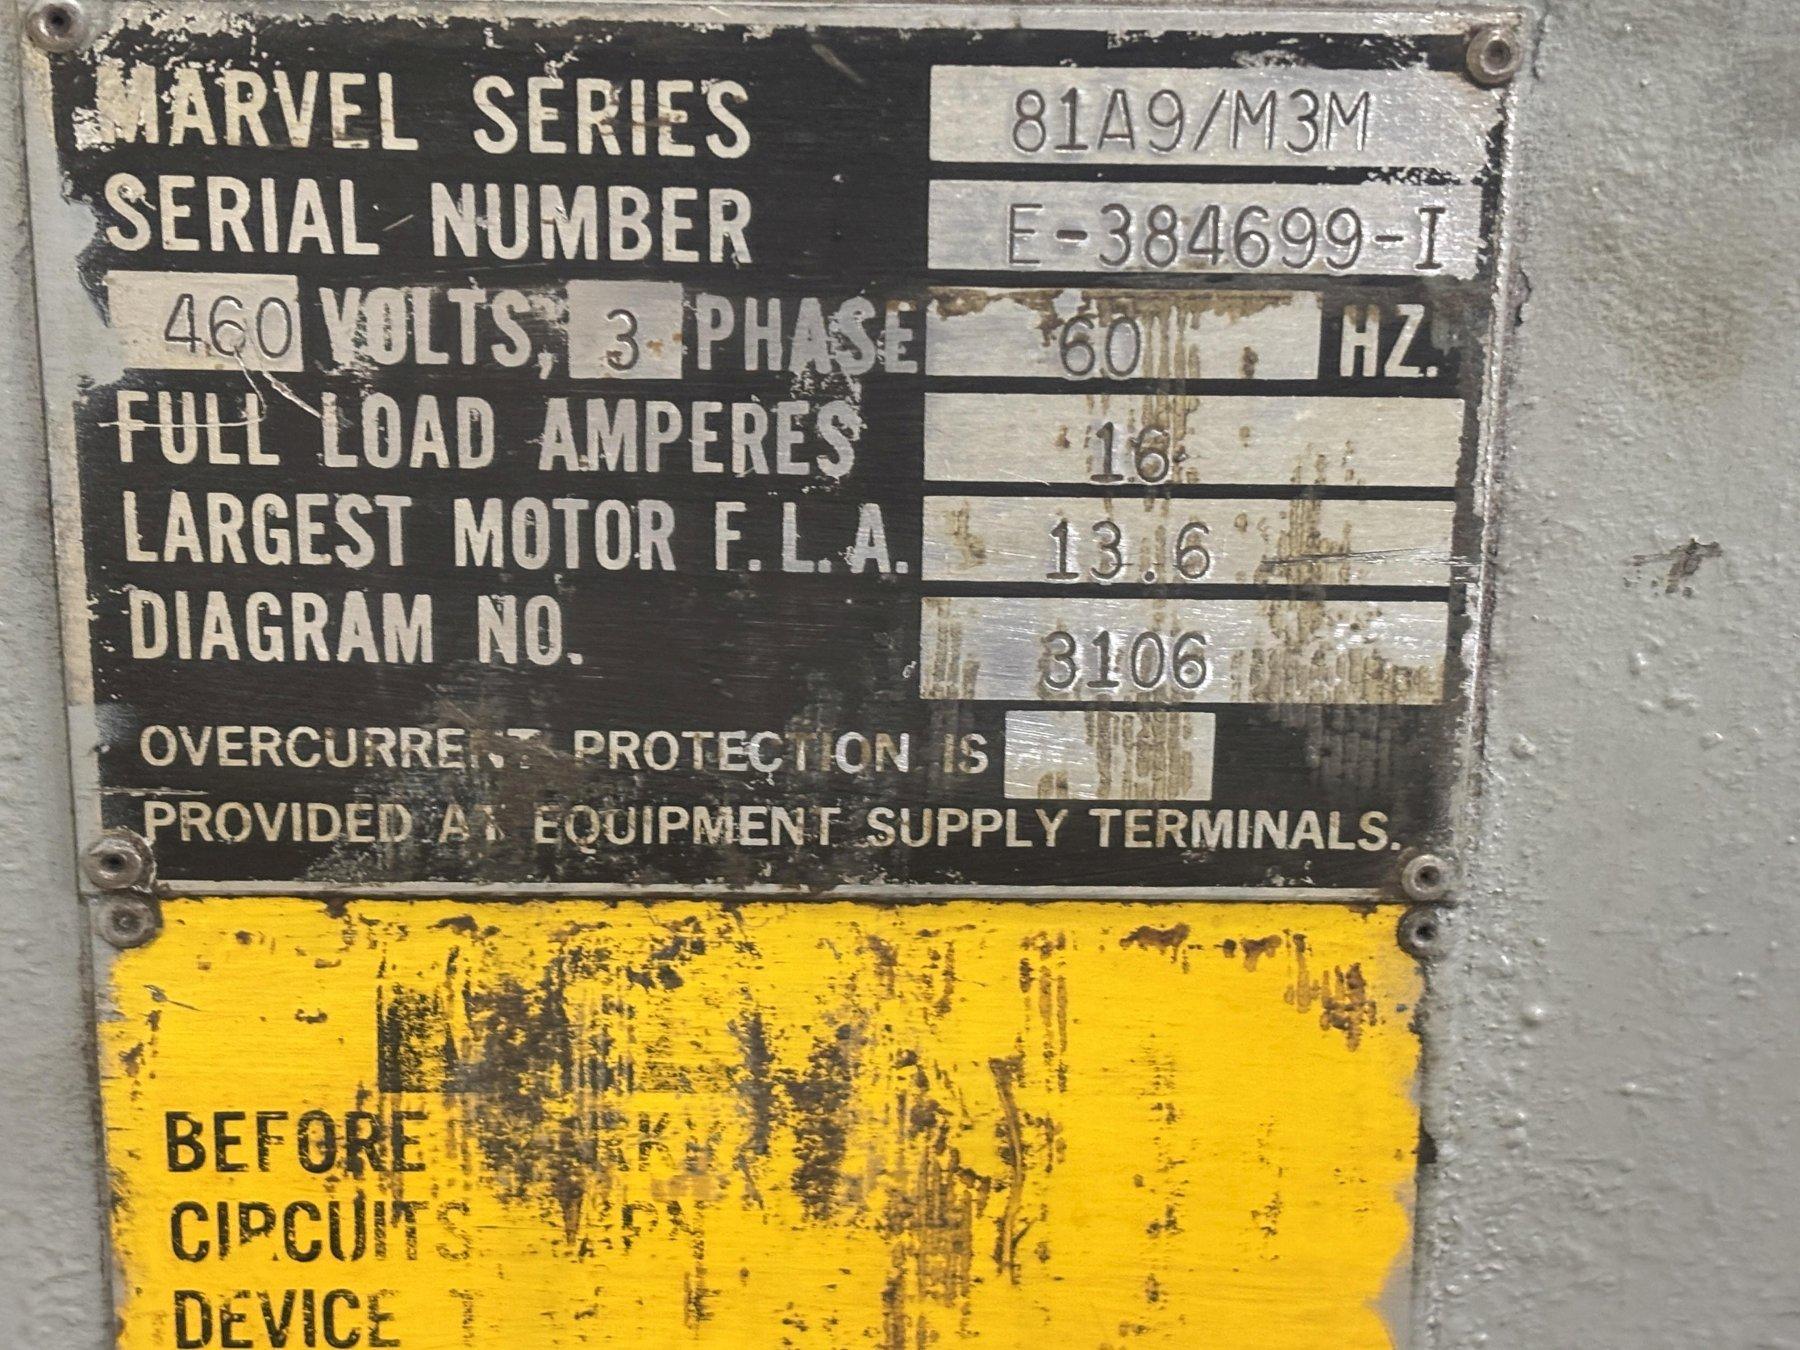 MARVEL SERIES 81A9/M3M
SERIAL NUMBER E-384699-I
460 VOLTS, 3 PHASE 60 HZ.
FULL LOAD AMPERES 16
LARGEST MOTOR F.L.A. 13.6
DIAGRAM NO. 3106
OVERCURRENT PROTECTION IS
PROVIDED AT EQUIPMENT SUPPLY TERMINALS.
BEFORE
CIRCUITS
DEVICE